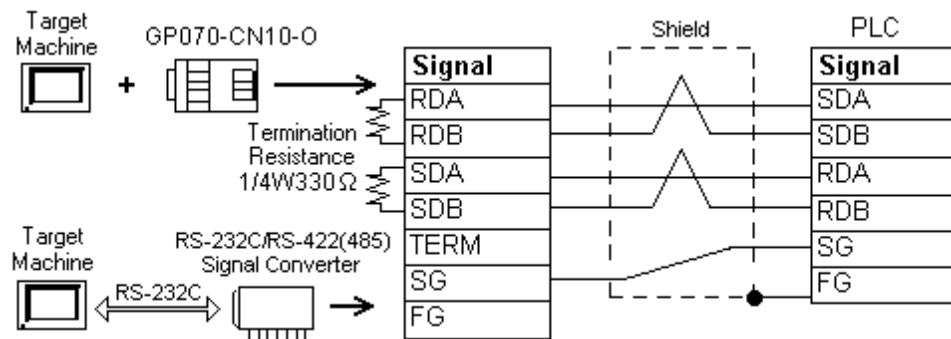 Target
Machine
+
GP070-CN10-O
Shield
PLC
Signal
RDA
RDB
SDA
SDB
TERM
SG
FG
Termination
Resistance
1/4W330Ω
Signal
SDA
SDB
RDA
RDB
SG
FG
Target
Machine
RS-232C
RS-232C/RS-422(485)
Signal Converter